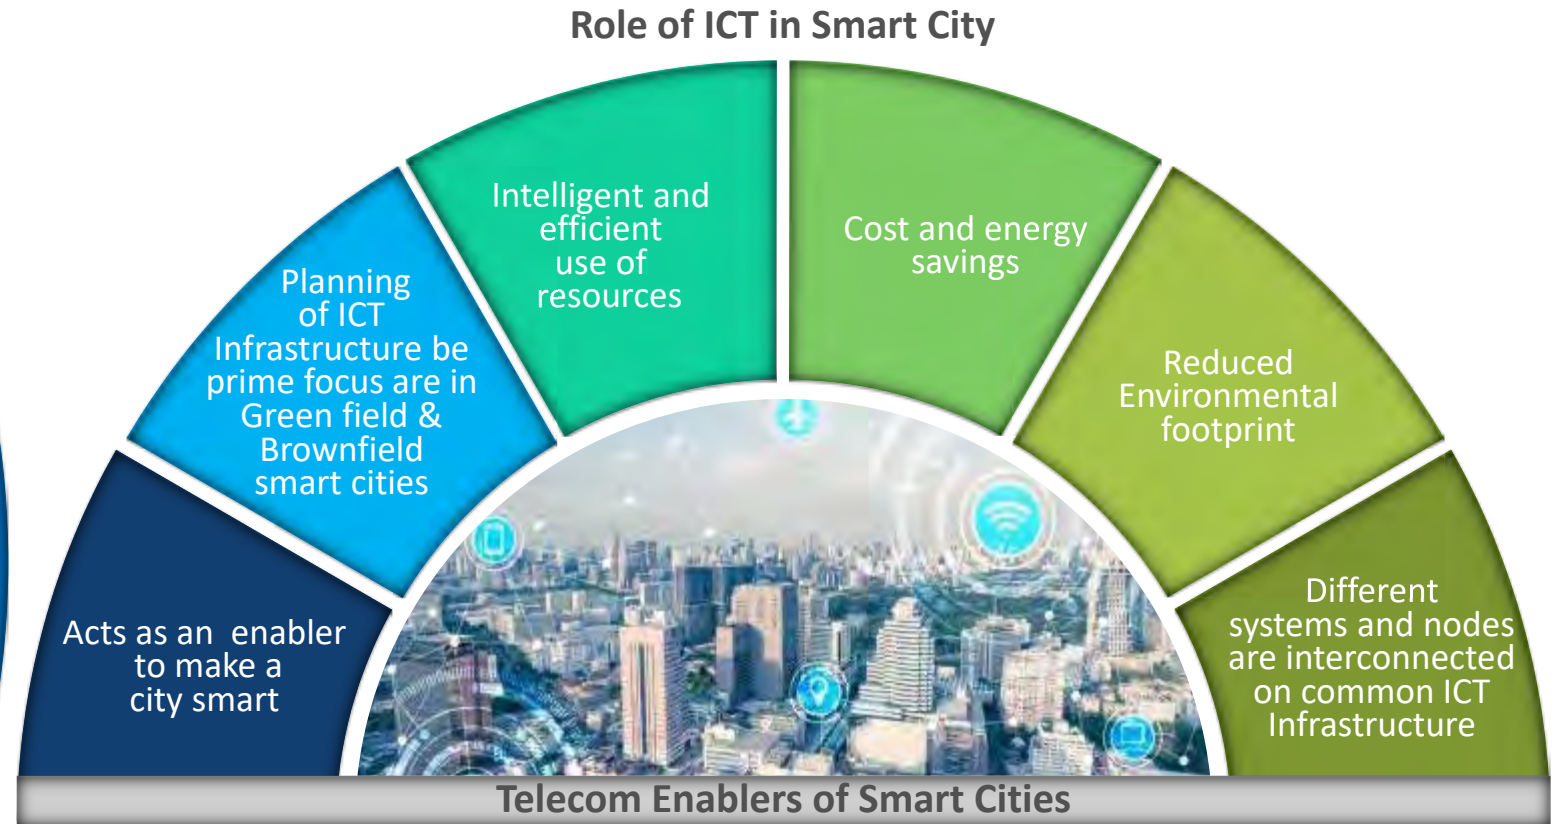 Role of ICT in Smart City
Acts as an enabler
to make a
city smart
Planning
of ICT
Infrastructure be
prime focus are in
Green field &
Brownfield
smart cities
Intelligent and
efficient
use of
resources
Cost and energy
savings
Reduced
Environmental
footprint
Different
systems and nodes
are interconnected
on common ICT
Infrastructure
Telecom Enablers of Smart Cities